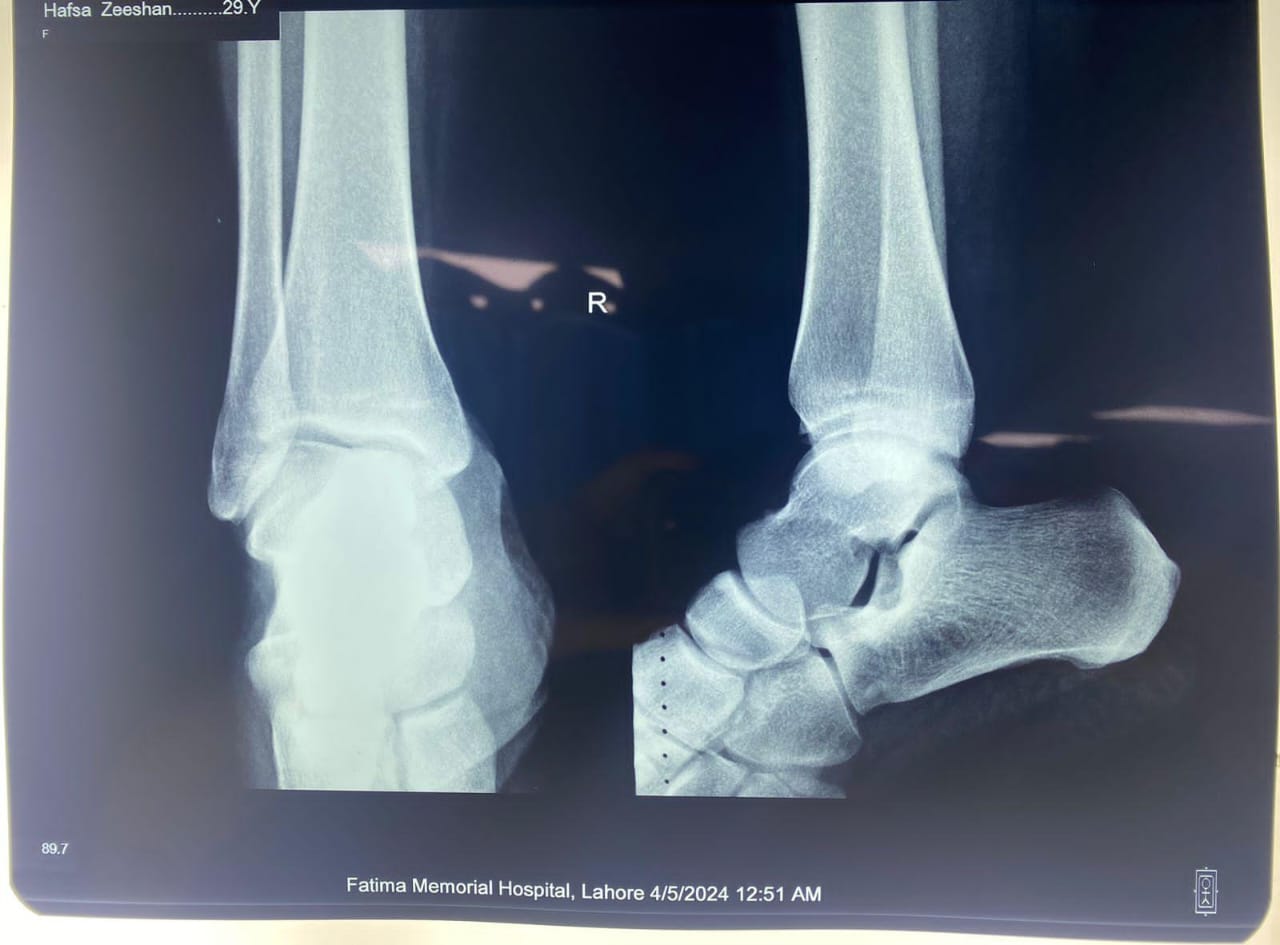 Hafsa Zeeshan..........29.Y
F
R
89.7
Fatima Memorial Hospital, Lahore 4/5/2024 12:51 AM